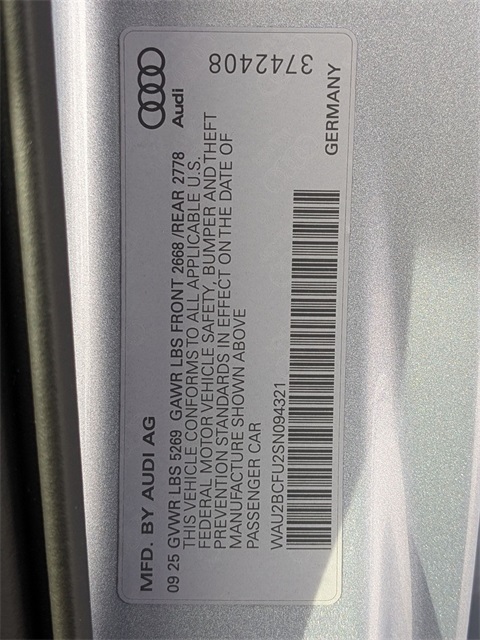 MFD. BY AUDI AG
09 25 GVWR LBS 5269 GAWR LBS FRONT 2668 /REAR 2778
THIS VEHICLE CONFORMS TO ALL APPLICABLE U.S.
FEDERAL MOTOR VEHICLE SAFETY, BUMPER AND THEFT
PREVENTION STANDARDS IN EFFECT ON THE DATE OF
MANUFACTURE SHOWN ABOVE
PASSENGER CAR
WAU2BCFU2SN094321
Audi
3742408
GERMANY